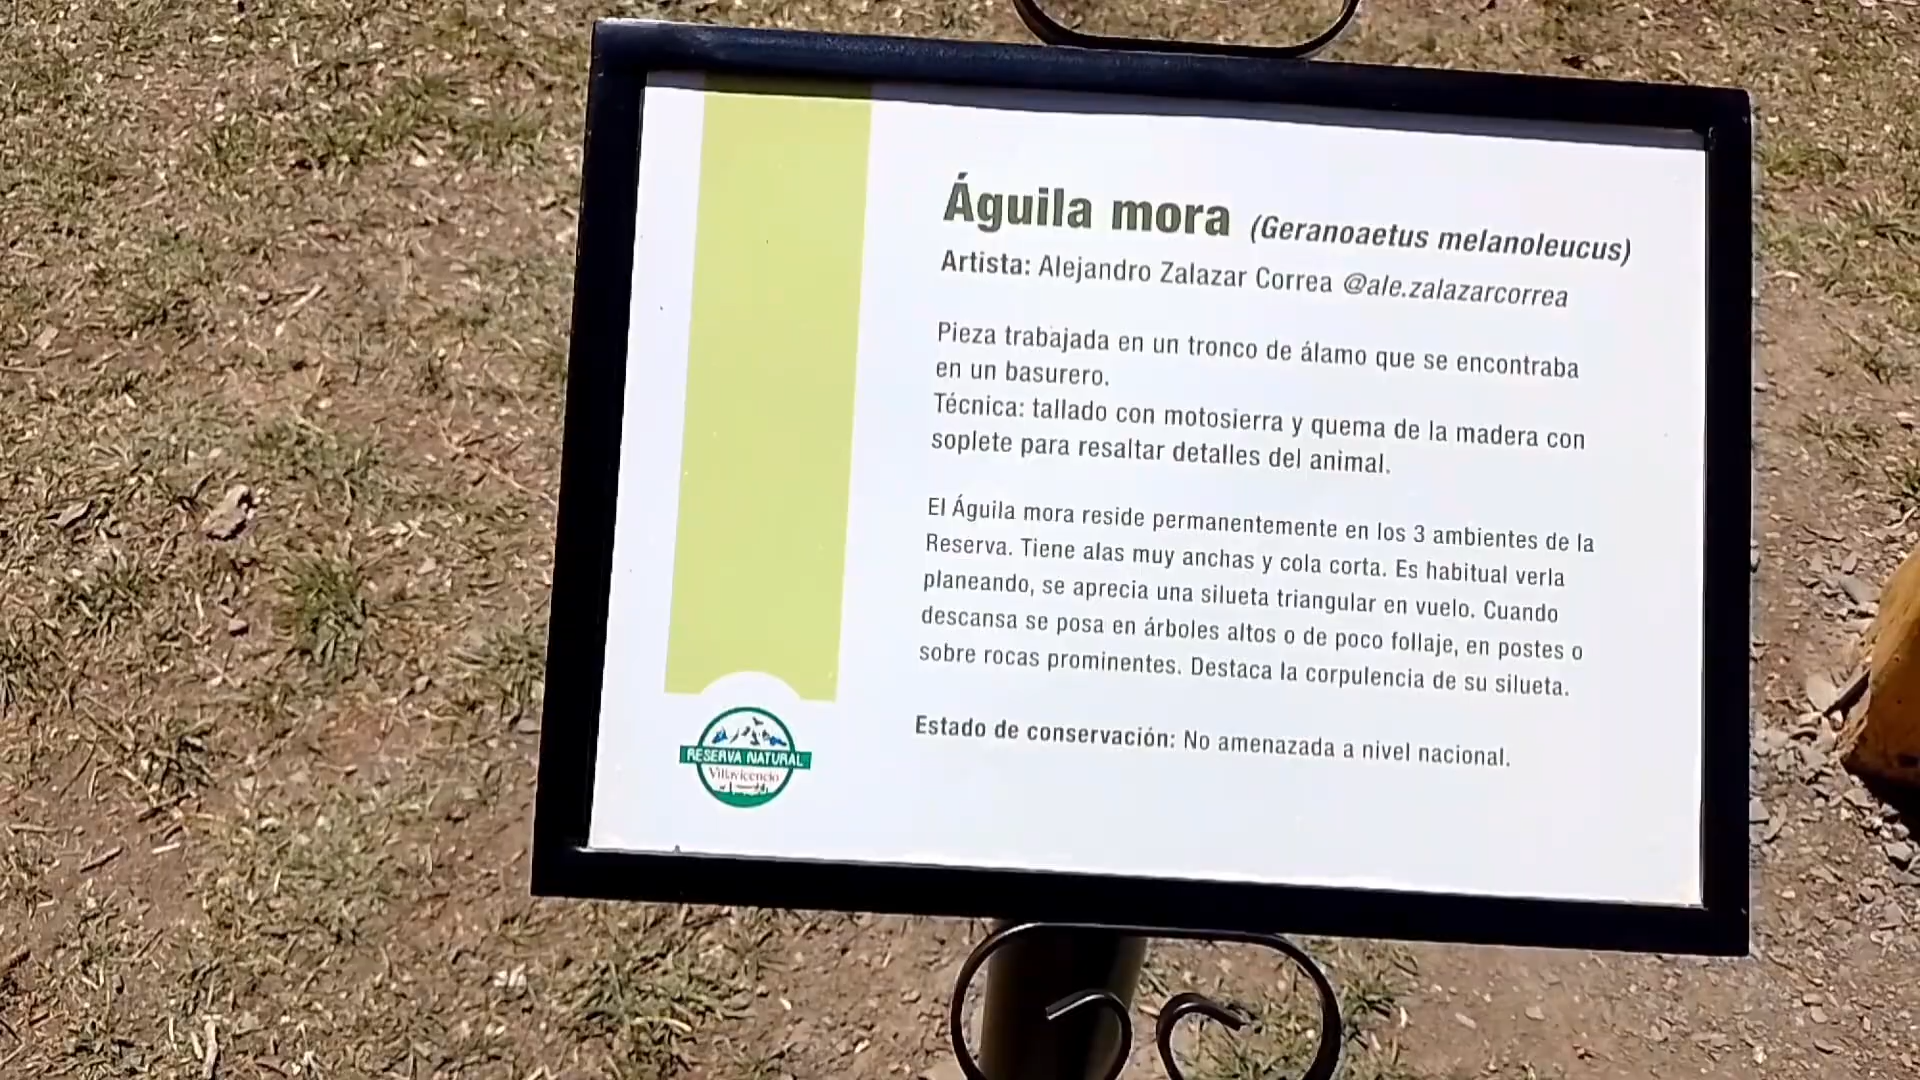 Águila mora (Geranoaetus melanoleucus)
Artista: Alejandro Zalazar Correa @ale.zalazarcorrea
Pieza trabajada en un tronco de álamo que se encontraba
en un basurero.
Técnica: tallado con motosierra y quema de la madera con
soplete para resaltar detalles del animal.
El Águila mora reside permanentemente en los 3 ambientes de la
Reserva. Tiene alas muy anchas y cola corta. Es habitual verla
planeando, se aprecia una silueta triangular en vuelo. Cuando
descansa se posa en árboles altos o de poco follaje, en postes o
sobre rocas prominentes. Destaca la corpulencia de su silueta.
Estado de conservación: No amenazada a nivel nacional.
RESERVA NATURAL
Villavicencio